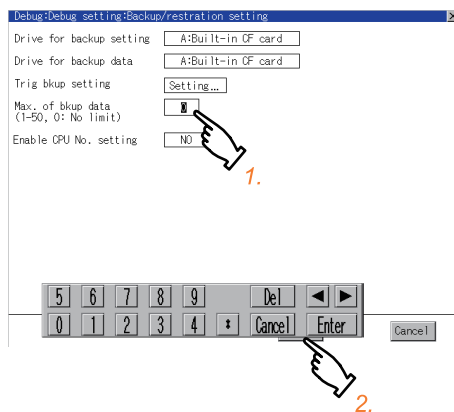 Debug:Debug setting:Backup/restration setting
Drive for backup setting A:Built-in CF card
Drive for backup data A:Built-in CF card
Trig bkup setting Setting...
Max. of bkup data 0
(1-50, 0: No limit)
Enable CPU No. setting NO
1.
5 6 7 8 9 Del ◄ ►
0 1 2 3 4 Cancel Enter
Cancel
2.